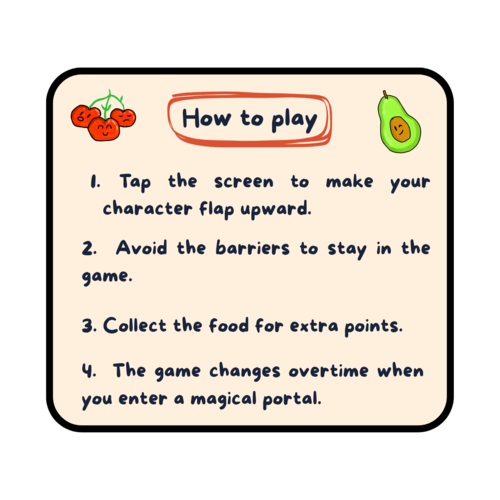 How to play
1. Tap the screen to make your
character flap upward.
2. Avoid the barriers to stay in the
game.
3. Collect the food for extra points.
4. The game changes overtime when
you enter a magical portal.